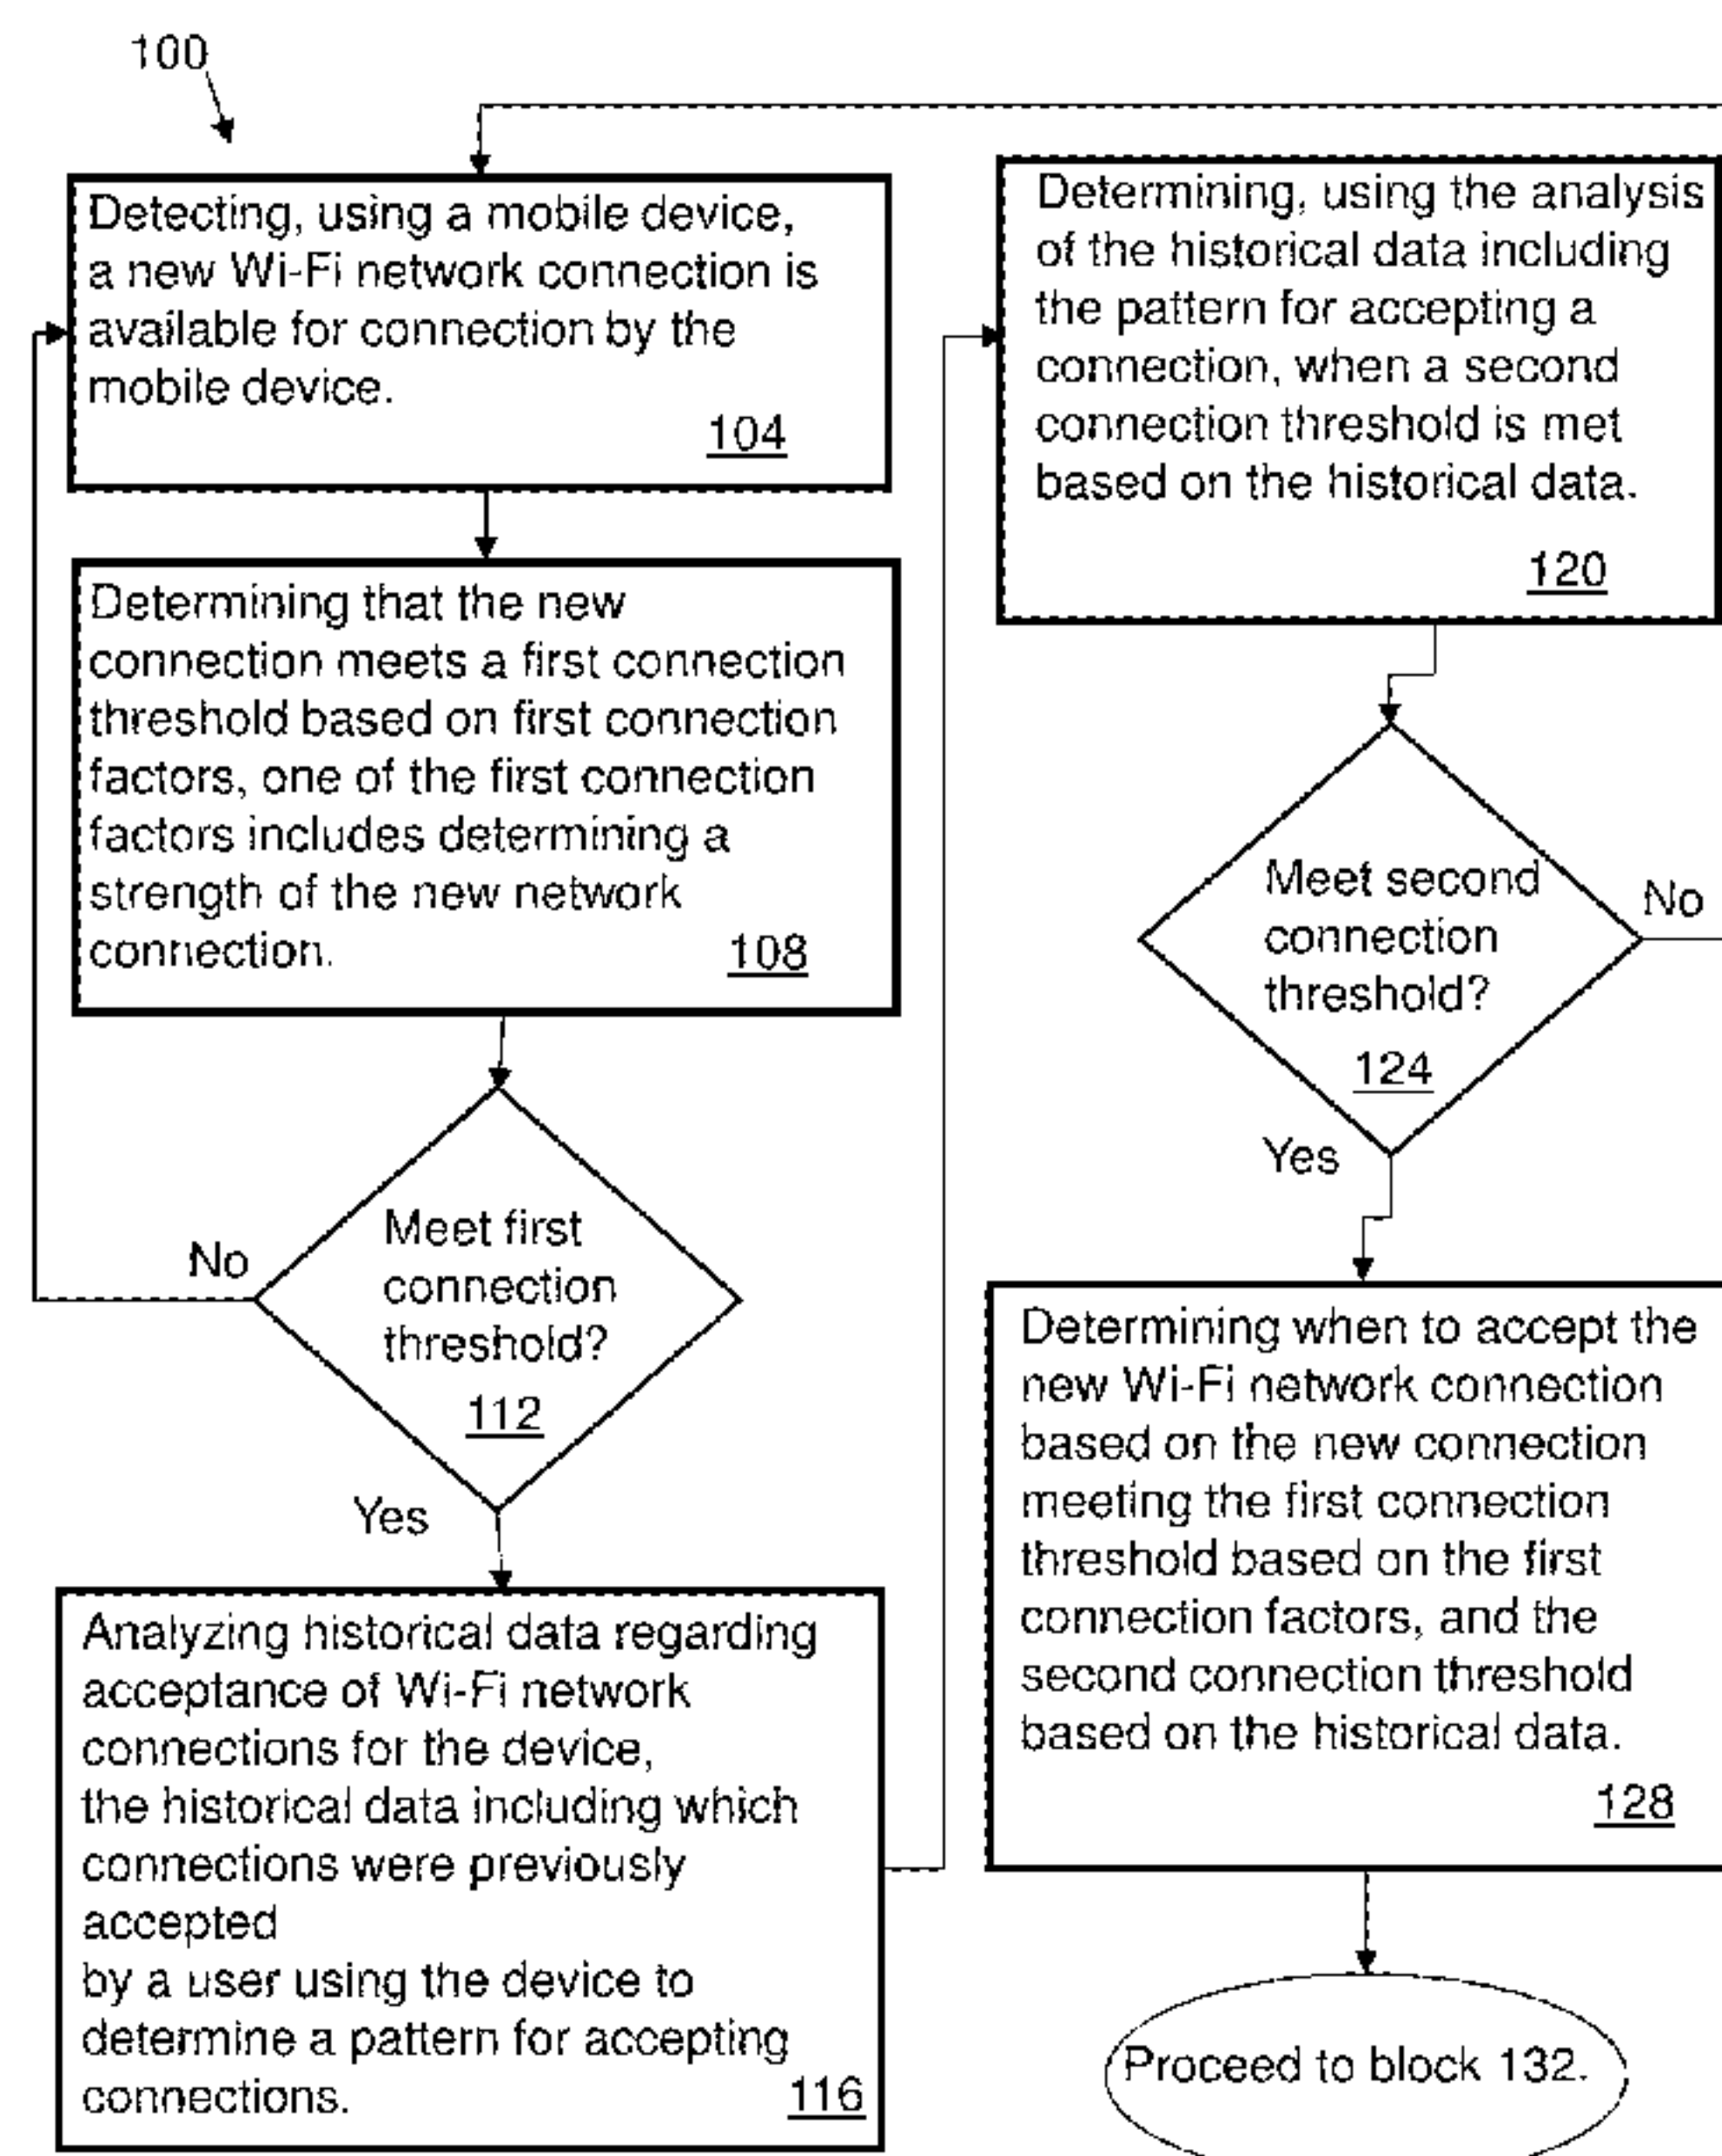 100
Detecting, using a mobile device,
a new Wi-Fi network connection is
available for connection by the
mobile device.
104
Determining that the new
connection meets a first connection
threshold based on first connection
factors, one of the first connection
factors includes determining a
strength of the new network
connection.
108
Meet first
connection
threshold?
112
No
Yes
Analyzing historical data regarding
acceptance of Wi-Fi network
connections for the device,
the historical data including which
connections were previously
accepted
by a user using the device to
determine a pattern for accepting
connections.
116
Determining, using the analysis
of the historical data including
the pattern for accepting a
connection, when a second
connection threshold is met
based on the historical data.
120
Meet second
connection
threshold?
124
No
Yes
Determining when to accept the
new Wi-Fi network connection
based on the new connection
meeting the first connection
threshold based on the first
connection factors, and the
second connection threshold
based on the historical data.
128
Proceed to block 132.